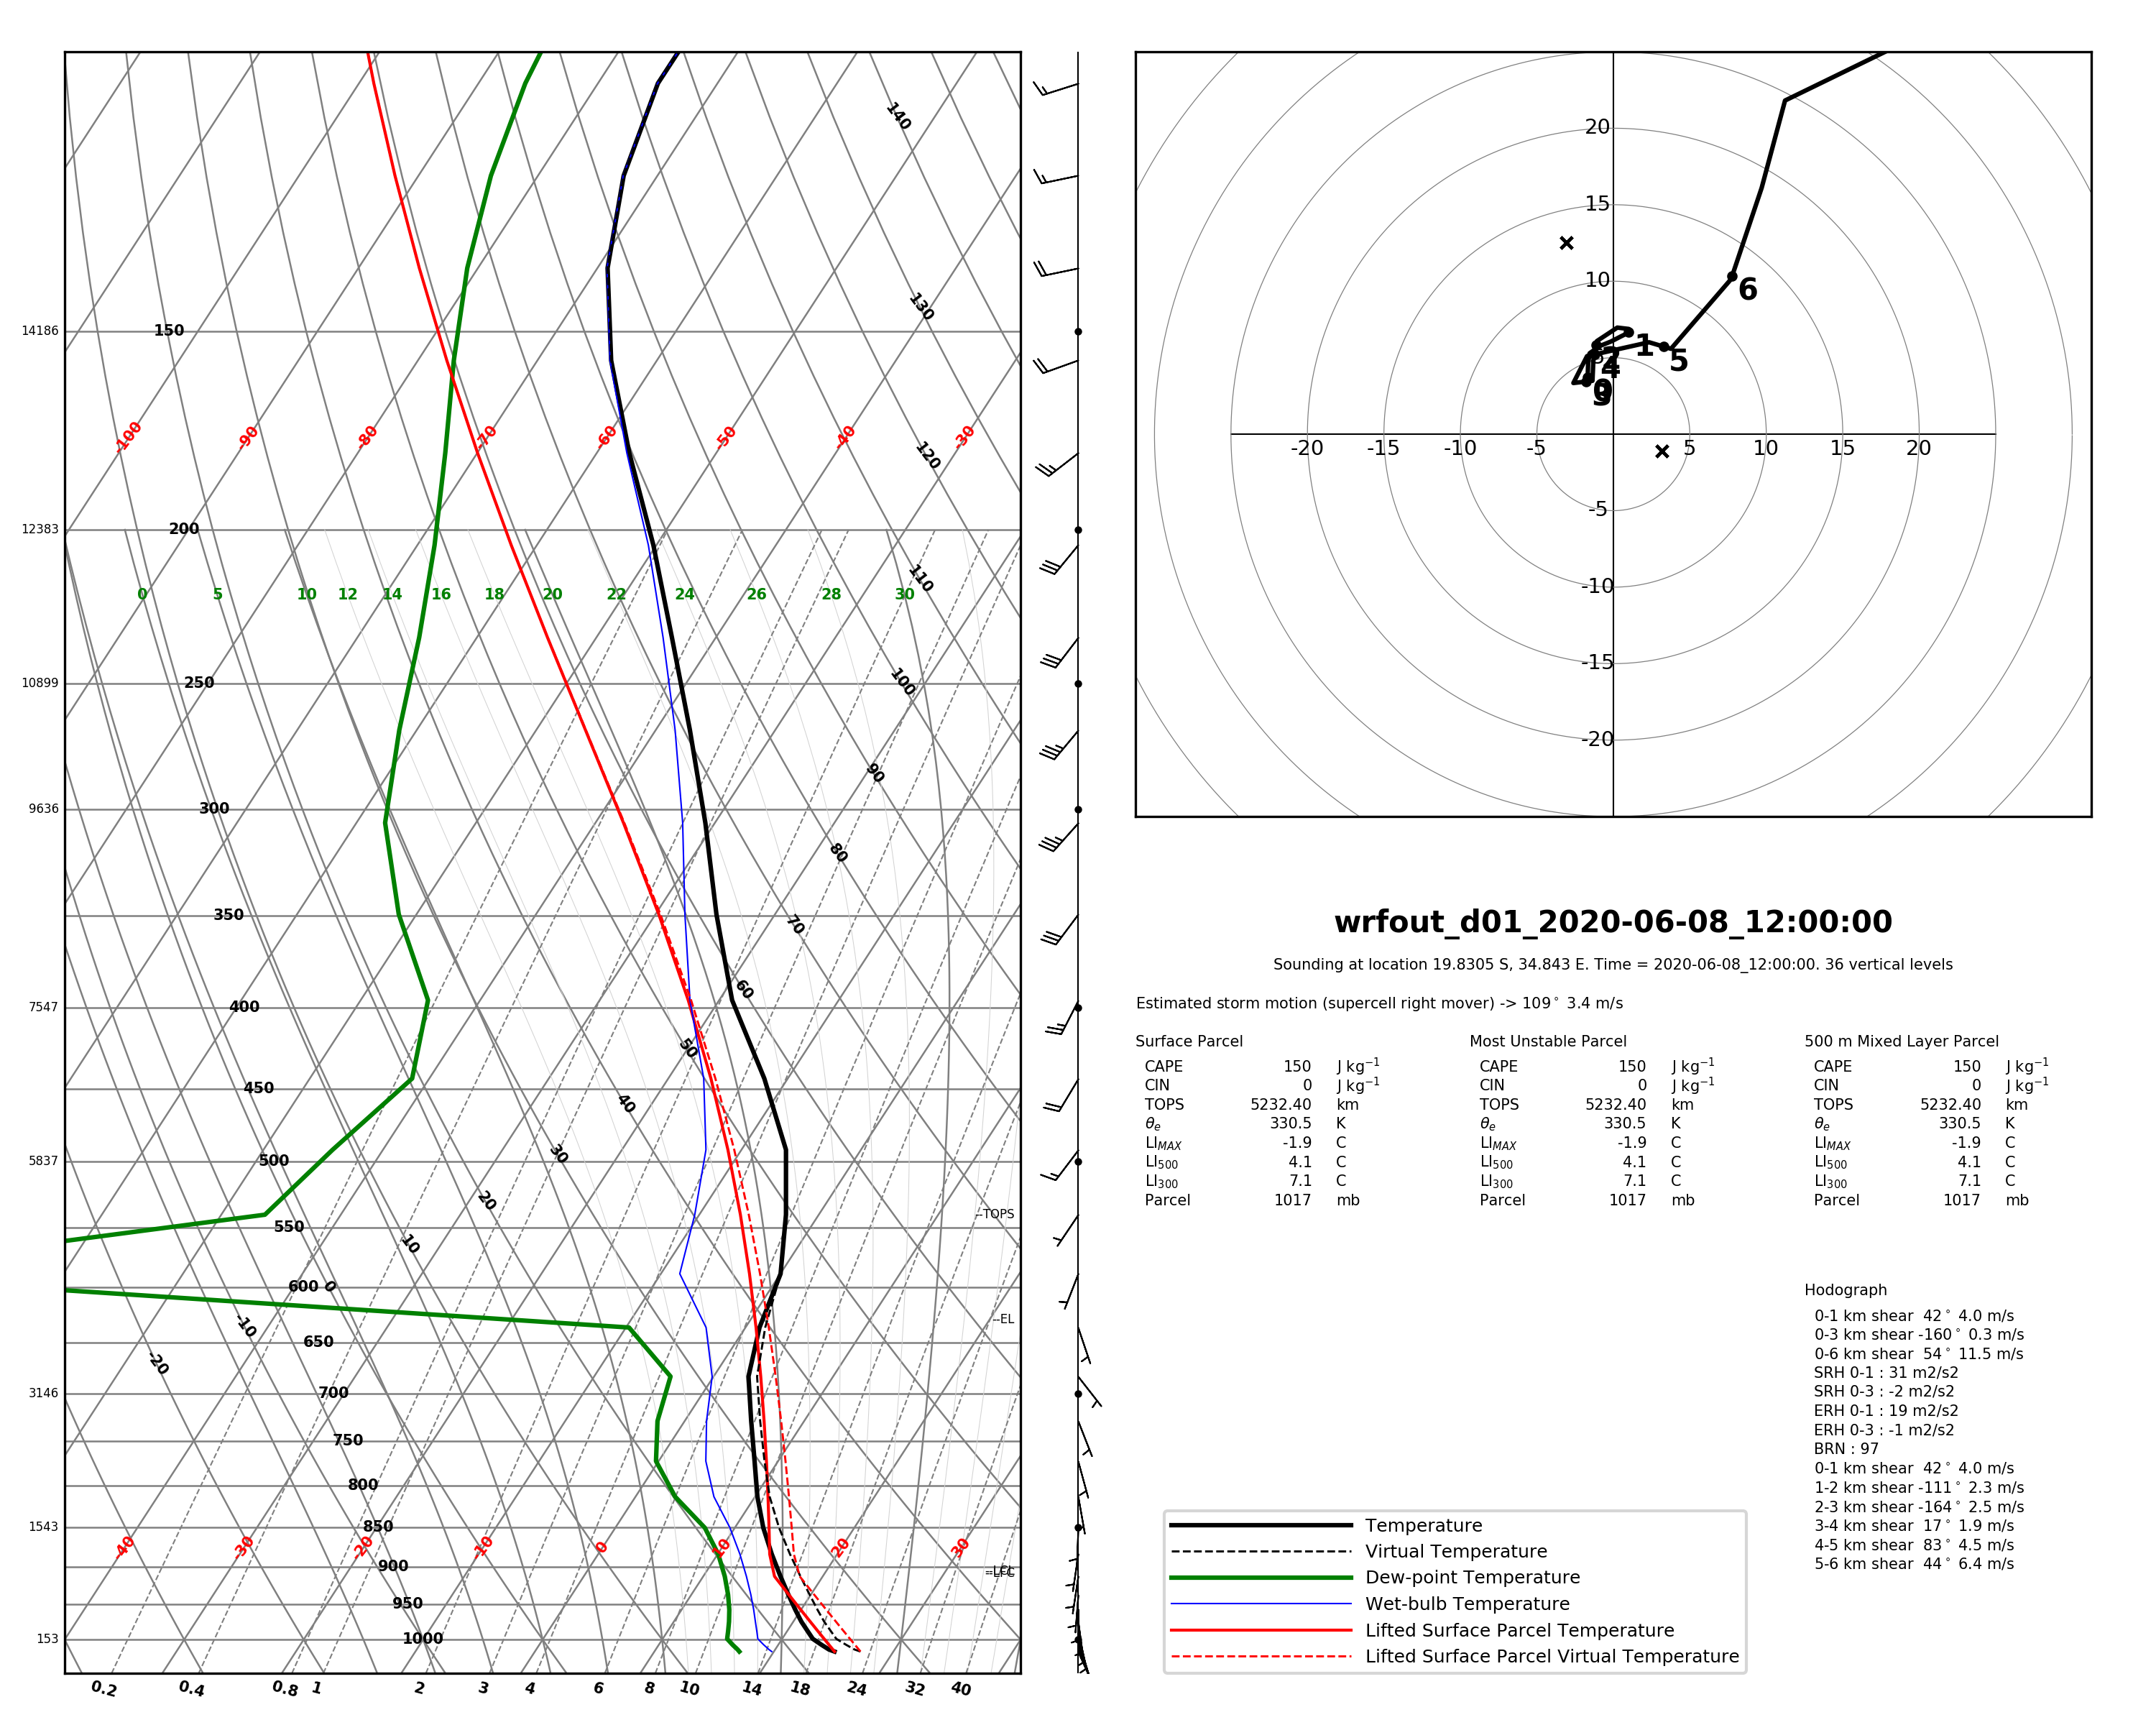 140
130
14186 150
-100 -90 -80 -70 -60 -50 -40 -30
120
12383 200
110
0 5 10 12 14 16 18 20 22 24 26 28 30
10899 250
100
90
9636 300
80
350
70
60
7547 400
50
450
40
5837 500
30
20
--TOPS
550
10
600 0
--EL
-10
650
-20
3146 700
750
800
1543 850
-40 -30 -20 -10 0 10 20 30
900
950
153 1000
0.2 0.4 0.8 1 2 3 4 6 8 10 14 18 24 32 40
20
15
10
6
1
5
4
-20 -15 -10 -5 5 10 15 20
-5
-10
-15
-20
wrfout_d01_2020-06-08_12:00:00
Sounding at location 19.8305 S, 34.843 E. Time = 2020-06-08_12:00:00. 36 vertical levels
Estimated storm motion (supercell right mover) -> 109° 3.4 m/s
Surface Parcel Most Unstable Parcel 500 m Mixed Layer Parcel
CAPE 150 J kg⁻¹ CAPE 150 J kg⁻¹ CAPE 150 J kg⁻¹
CIN 0 J kg⁻¹ CIN 0 J kg⁻¹ CIN 0 J kg⁻¹
TOPS 5232.40 km TOPS 5232.40 km TOPS 5232.40 km
θe 330.5 K θe 330.5 K θe 330.5 K
LIMAX -1.9 C LIMAX -1.9 C LIMAX -1.9 C
LI500 4.1 C LI500 4.1 C LI500 4.1 C
LI300 7.1 C LI300 7.1 C LI300 7.1 C
Parcel 1017 mb Parcel 1017 mb Parcel 1017 mb
Hodograph
0-1 km shear 42° 4.0 m/s
0-3 km shear -160° 0.3 m/s
0-6 km shear 54° 11.5 m/s
SRH 0-1 : 31 m2/s2
SRH 0-3 : -2 m2/s2
ERH 0-1 : 19 m2/s2
ERH 0-3 : -1 m2/s2
BRN : 97
0-1 km shear 42° 4.0 m/s
1-2 km shear -111° 2.3 m/s
2-3 km shear -164° 2.5 m/s
3-4 km shear 17° 1.9 m/s
4-5 km shear 83° 4.5 m/s
5-6 km shear 44° 6.4 m/s
Temperature
Virtual Temperature
Dew-point Temperature
Wet-bulb Temperature
Lifted Surface Parcel Temperature
Lifted Surface Parcel Virtual Temperature